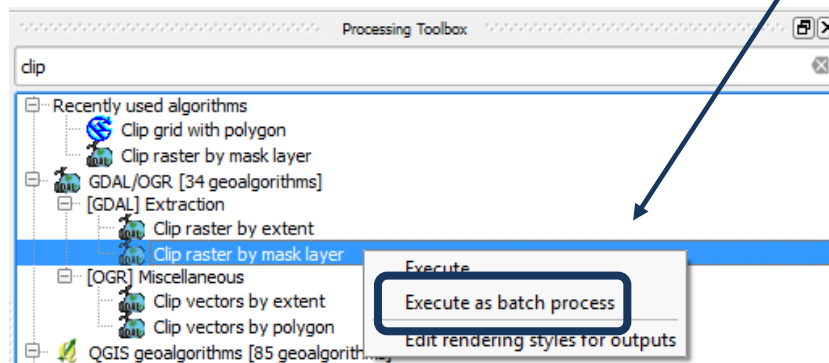 Processing Toolbox
clip
Recently used algorithms
Clip grid with polygon
Clip raster by mask layer
GDAL/OGR [34 geoalgorithms]
[GDAL] Extraction
Clip raster by extent
Clip raster by mask layer
Execute
[OGR] Miscellaneous
Execute as batch process
Clip vectors by extent
Clip vectors by polygon
Edit rendering styles for outputs
QGIS geoalgorithms [85 geoalgorithms]